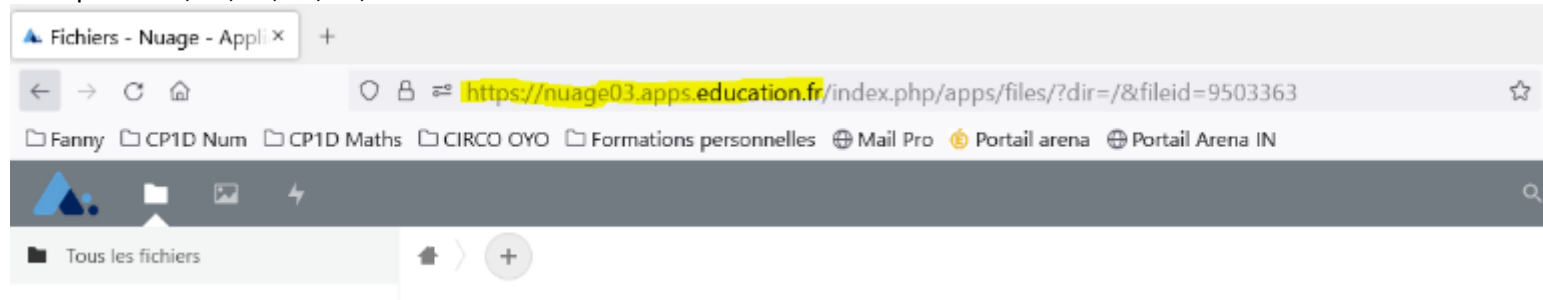 Fichiers - Nuage - Appli
https://nuage03.apps.education.fr/index.php/apps/files/?dir=/&fileid=9503363
Fanny CP1D Num CP1D Maths CIRCO OYO Formations personnelles Mail Pro Portail arena Portail Arena IN
Tous les fichiers